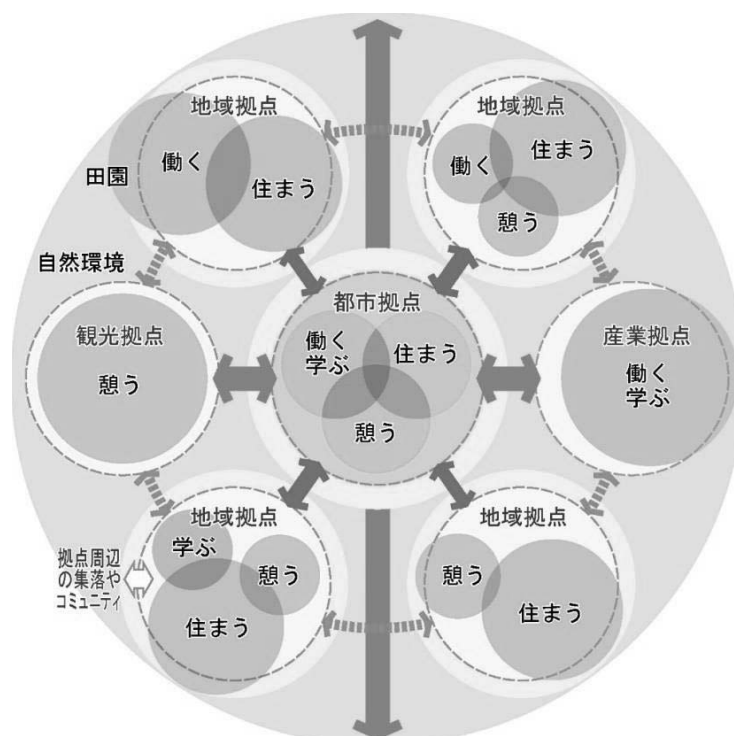 地域拠点
働く
住まう
田園
地域拠点
働く
住まう
憩う
自然環境
観光拠点
憩う
都市拠点
働く
学ぶ
住まう
憩う
産業拠点
働く
学ぶ
地域拠点
学ぶ
憩う
住まう
拠点周辺
の集落や
コミュニティ
地域拠点
憩う
住まう